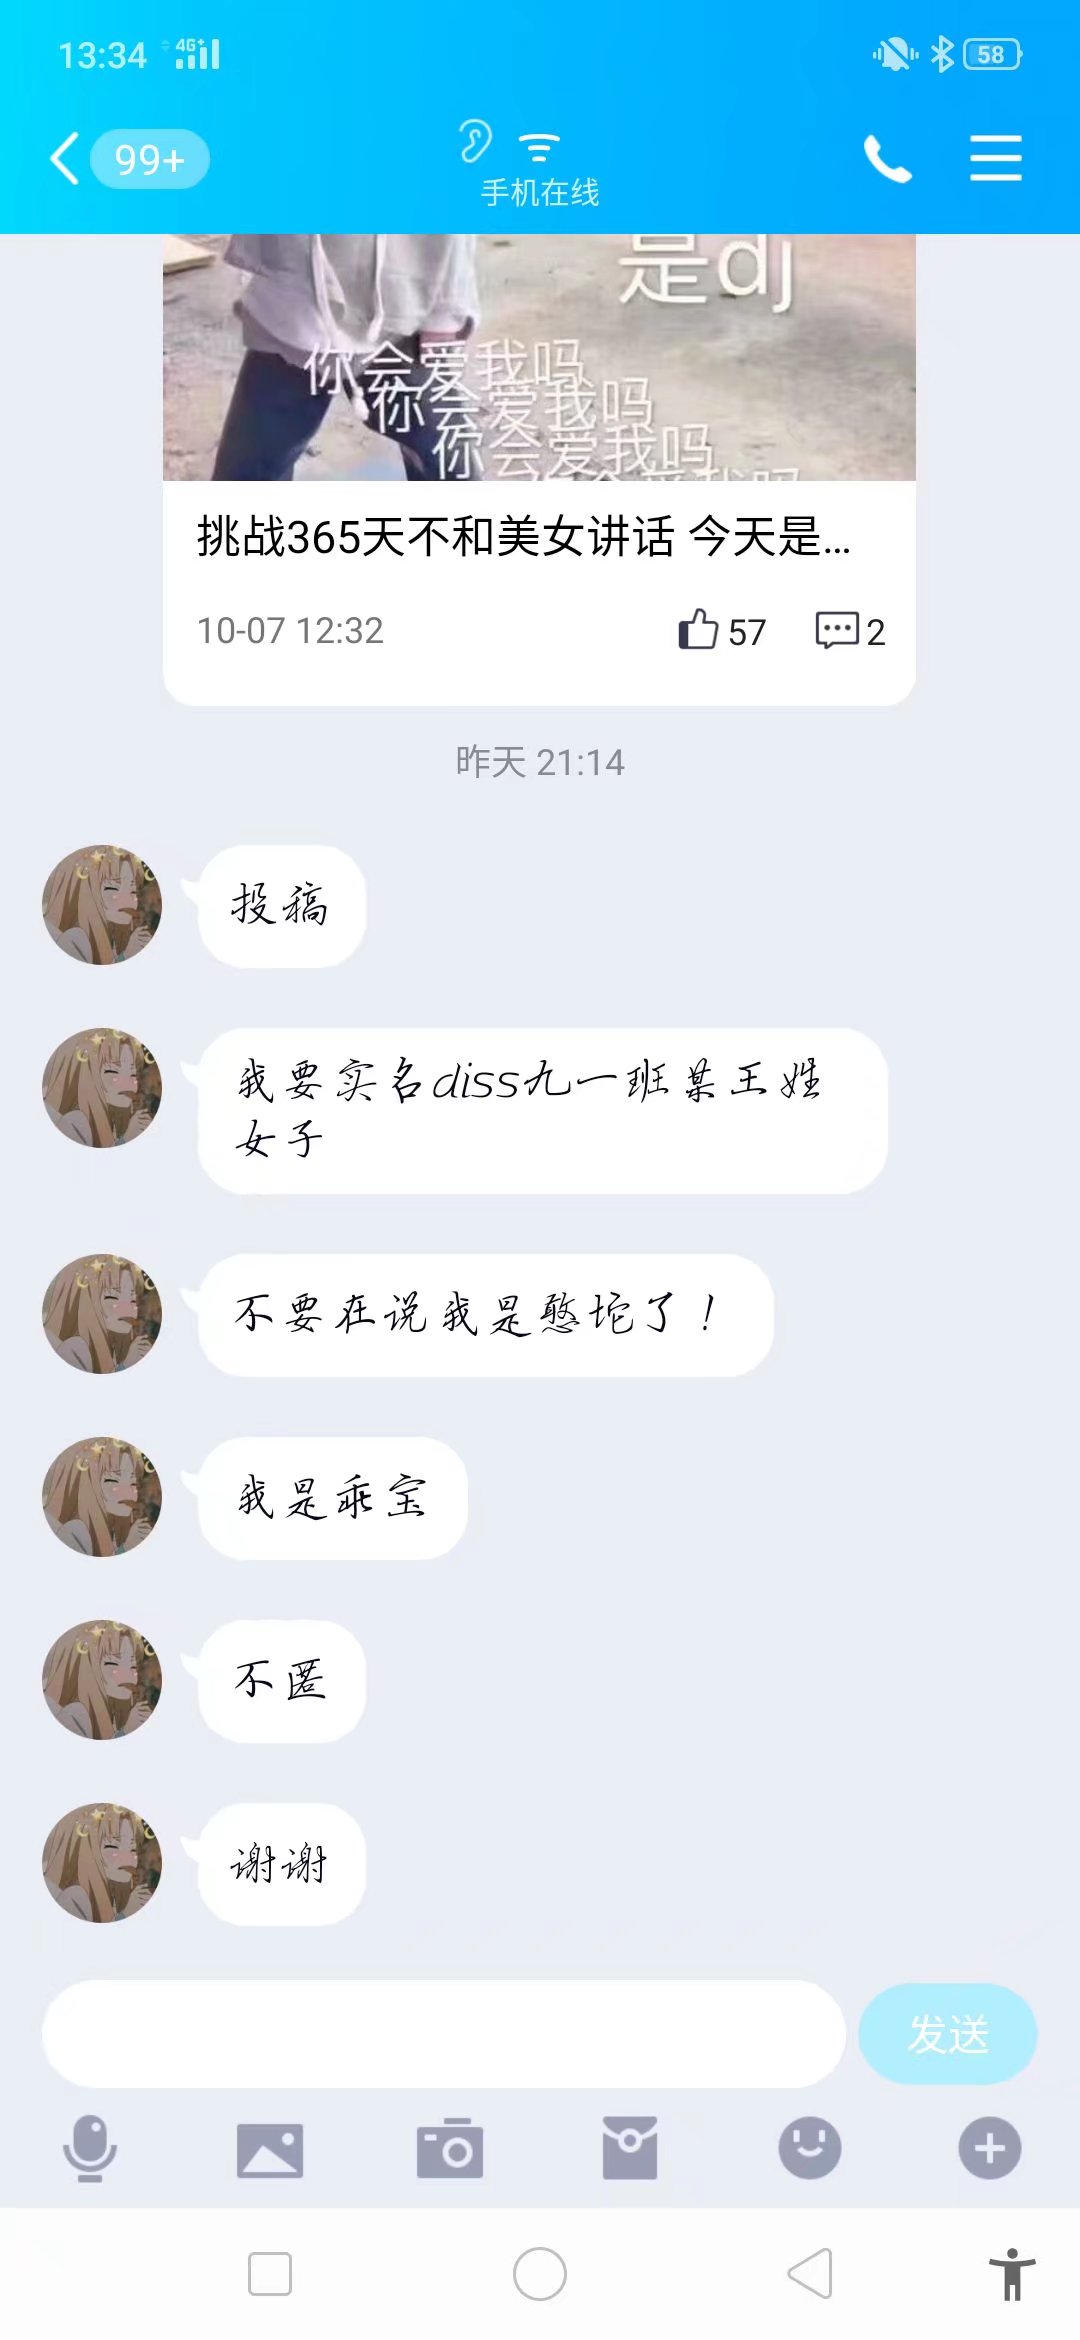 13:34 4G+ 58
99+
手机在线
是dj
你会爱我吗
你会爱我吗
你会爱我吗
挑战365天不和美女讲话 今天是...
10-07 12:32 57 2
昨天 21:14
投稿
我要实名diss九一班某王姓
女子
不要在说我是憨坨了！
我是乖宝
不匿
谢谢
发送